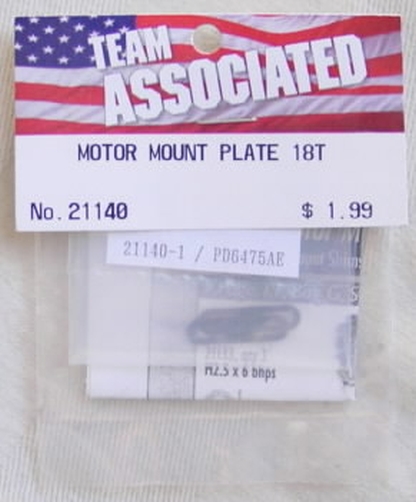 TEAM
ASSOCIATED
MOTOR MOUNT PLATE 18T
No. 21140 $ 1.99
21140-1 / PD6475AE
M2.5 x 6 bhps